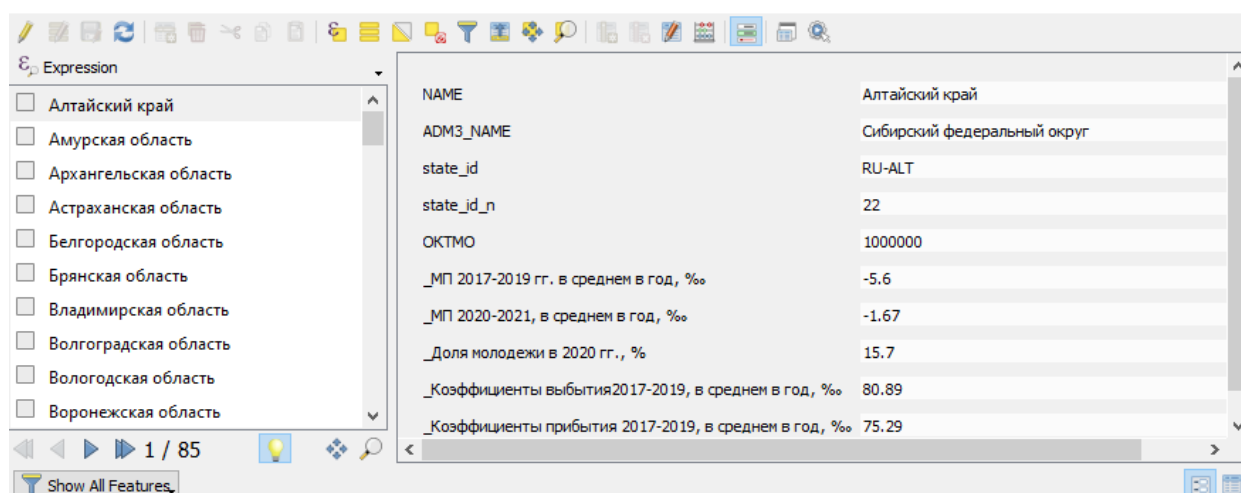 Expression
Алтайский край
Амурская область
Архангельская область
Астраханская область
Белгородская область
Брянская область
Владимирская область
Волгоградская область
Вологодская область
Воронежская область
1 / 85
Show All Features
NAME Алтайский край
ADM3_NAME Сибирский федеральный округ
state_id RU-ALT
state_id_n 22
ОКТМО 1000000
_МП 2017-2019 гг. в среднем в год, ‰ -5.6
_МП 2020-2021, в среднем в год, ‰ -1.67
_Доля молодежи в 2020 гг., % 15.7
_Коэффициенты выбытия2017-2019, в среднем в год, ‰ 80.89
_Коэффициенты прибытия 2017-2019, в среднем в год, ‰ 75.29